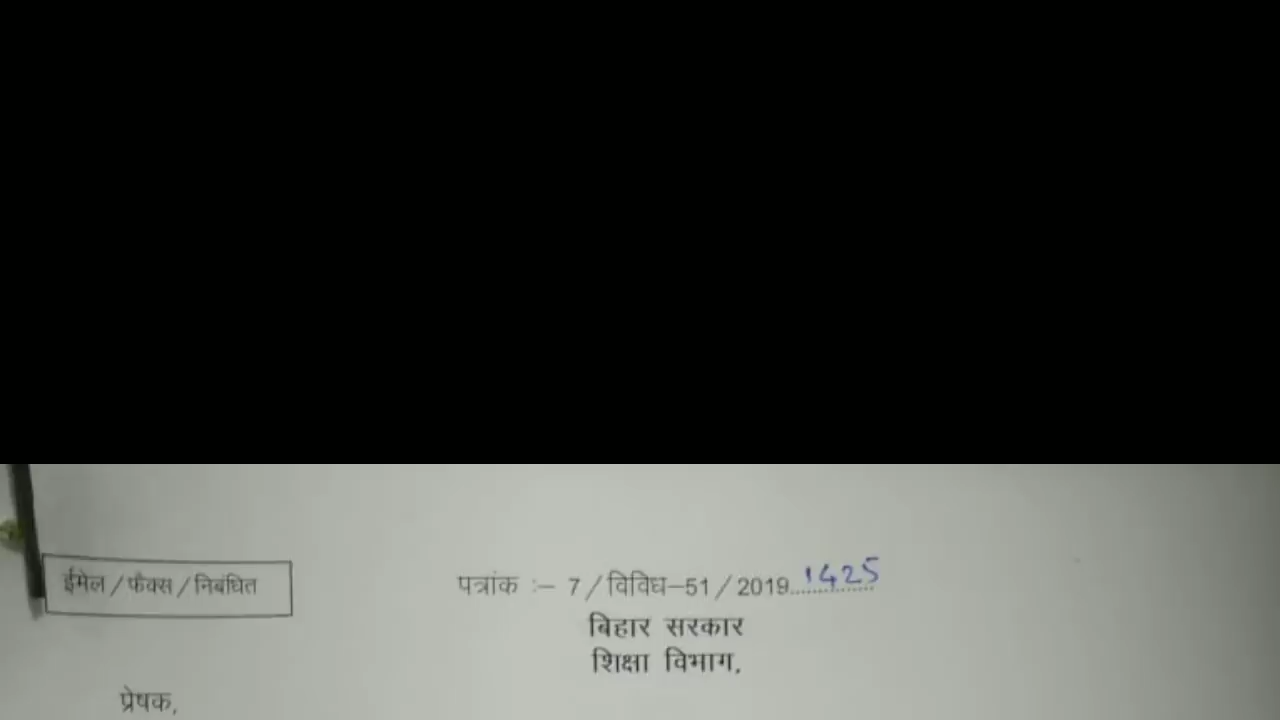 ईमेल/फैक्स/निबंधित
पत्रांक :– 7/विविध–51/2019..1425
बिहार सरकार
शिक्षा विभाग,
प्रेषक,